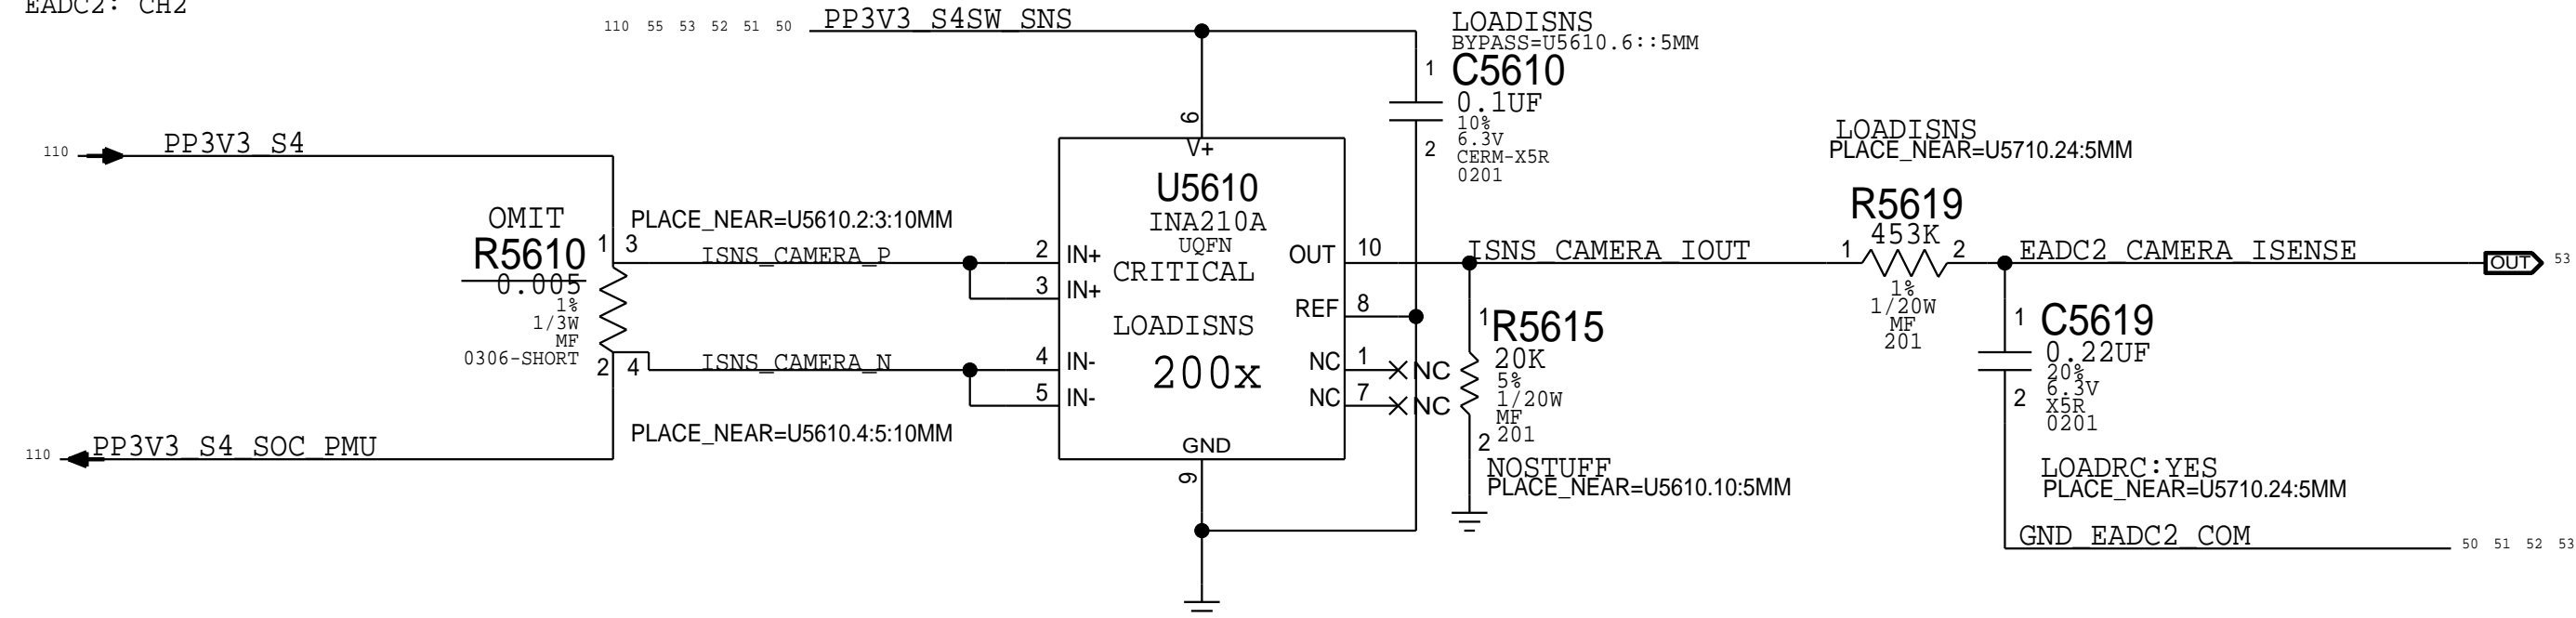 EADC2: CH2
110 55 53 52 51 50 PP3V3_S4SW_SNS
LOADISNS
BYPASS=U5610.6::5MM
1 C5610
0.1UF
10%
6.3V
2 CERM-X5R
0201
6
V+
110 PP3V3_S4
OMIT
R5610
0.005
1%
1/3W
MF
0306-SHORT
1 3
2 4
PLACE_NEAR=U5610.2:3:10MM
ISNS_CAMERA_P
ISNS_CAMERA_N
PLACE_NEAR=U5610.4:5:10MM
110 PP3V3_S4_SOC_PMU
U5610
INA210A
UQFN
CRITICAL
LOADISNS
200x
2 IN+
3 IN+
4 IN-
5 IN-
OUT 10
REF 8
NC 1 NC
NC 7 NC
GND
9
ISNS_CAMERA_IOUT
1 R5615
20K
5%
1/20W
MF
2 201
NOSTUFF
PLACE_NEAR=U5610.10:5MM
LOADISNS
PLACE_NEAR=U5710.24:5MM
R5619
1 453K 2
1%
1/20W
MF
201
EADC2_CAMERA_ISENSE
OUT 53
1 C5619
0.22UF
20%
6.3V
2 X5R
0201
LOADRC:YES
PLACE_NEAR=U5710.24:5MM
GND_EADC2_COM 50 51 52 53